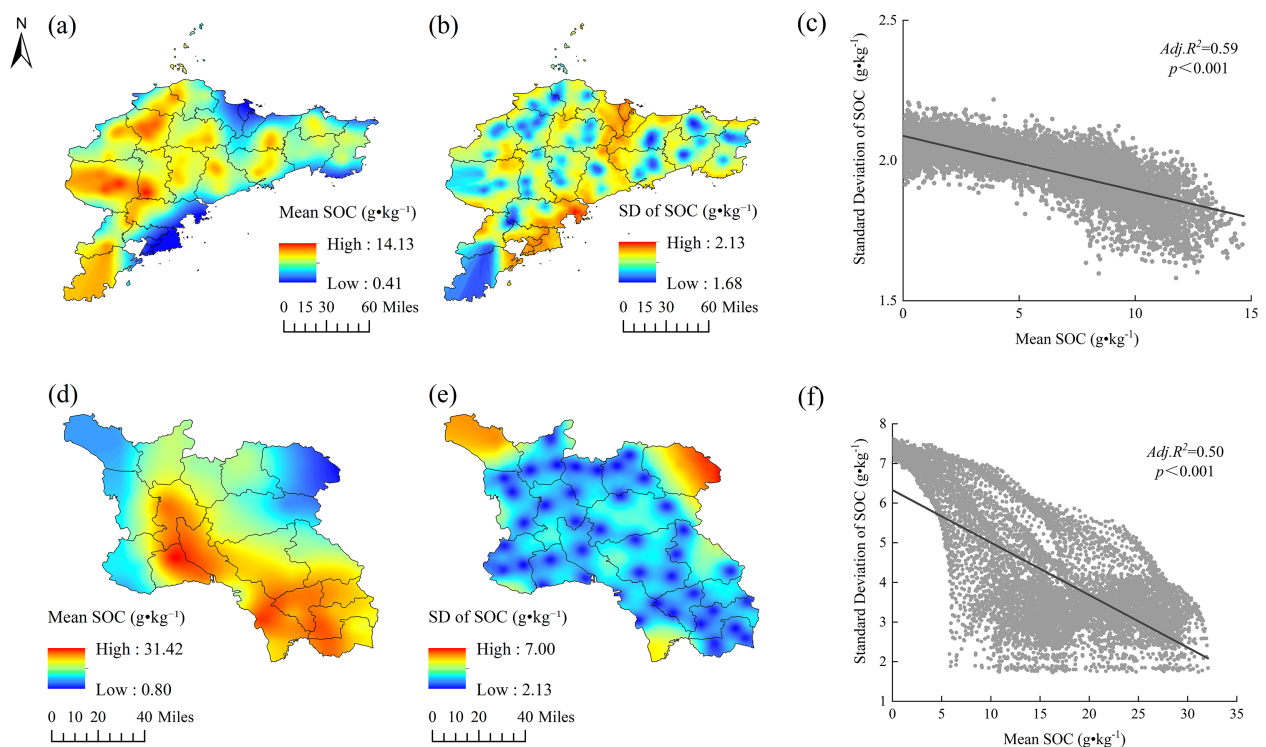 N
(a)
Mean SOC (g•kg⁻¹)
High : 14.13
Low : 0.41
0 15 30 60 Miles
(b)
SD of SOC (g•kg⁻¹)
High : 2.13
Low : 1.68
0 15 30 60 Miles
(c)
Adj.R²=0.59
p＜0.001
Standard Deviation of SOC (g•kg⁻¹)
2.5
2.0
1.5
0 5 10 15
Mean SOC (g•kg⁻¹)
(d)
Mean SOC (g•kg⁻¹)
High : 31.42
Low : 0.80
0 10 20 40 Miles
(e)
SD of SOC (g•kg⁻¹)
High : 7.00
Low : 2.13
0 10 20 40 Miles
(f)
Adj.R²=0.50
p＜0.001
Standard Deviation of SOC (g•kg⁻¹)
8
7
6
5
4
3
2
1
0 5 10 15 20 25 30 35
Mean SOC (g•kg⁻¹)